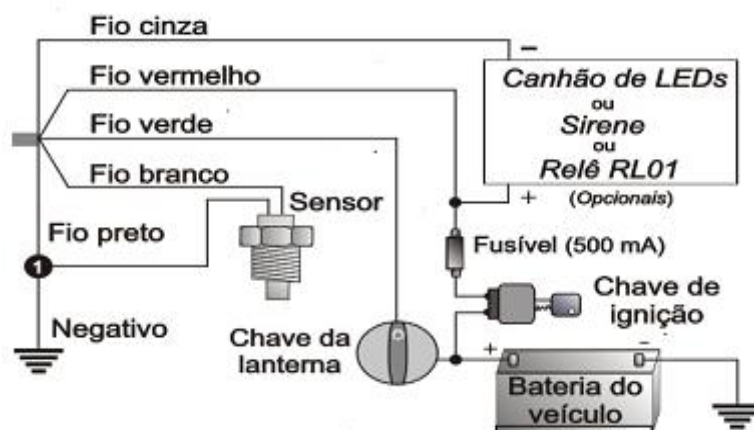 Fio cinza
Fio vermelho
Fio verde
Fio branco
Fio preto
1
Negativo
Sensor
Chave da
lanterna
–
Canhão de LEDs
ou
Sirene
ou
Relê RL01
+ (Opcionais)
Fusível (500 mA)
Chave de
ignição
+ –
Bateria do
veículo